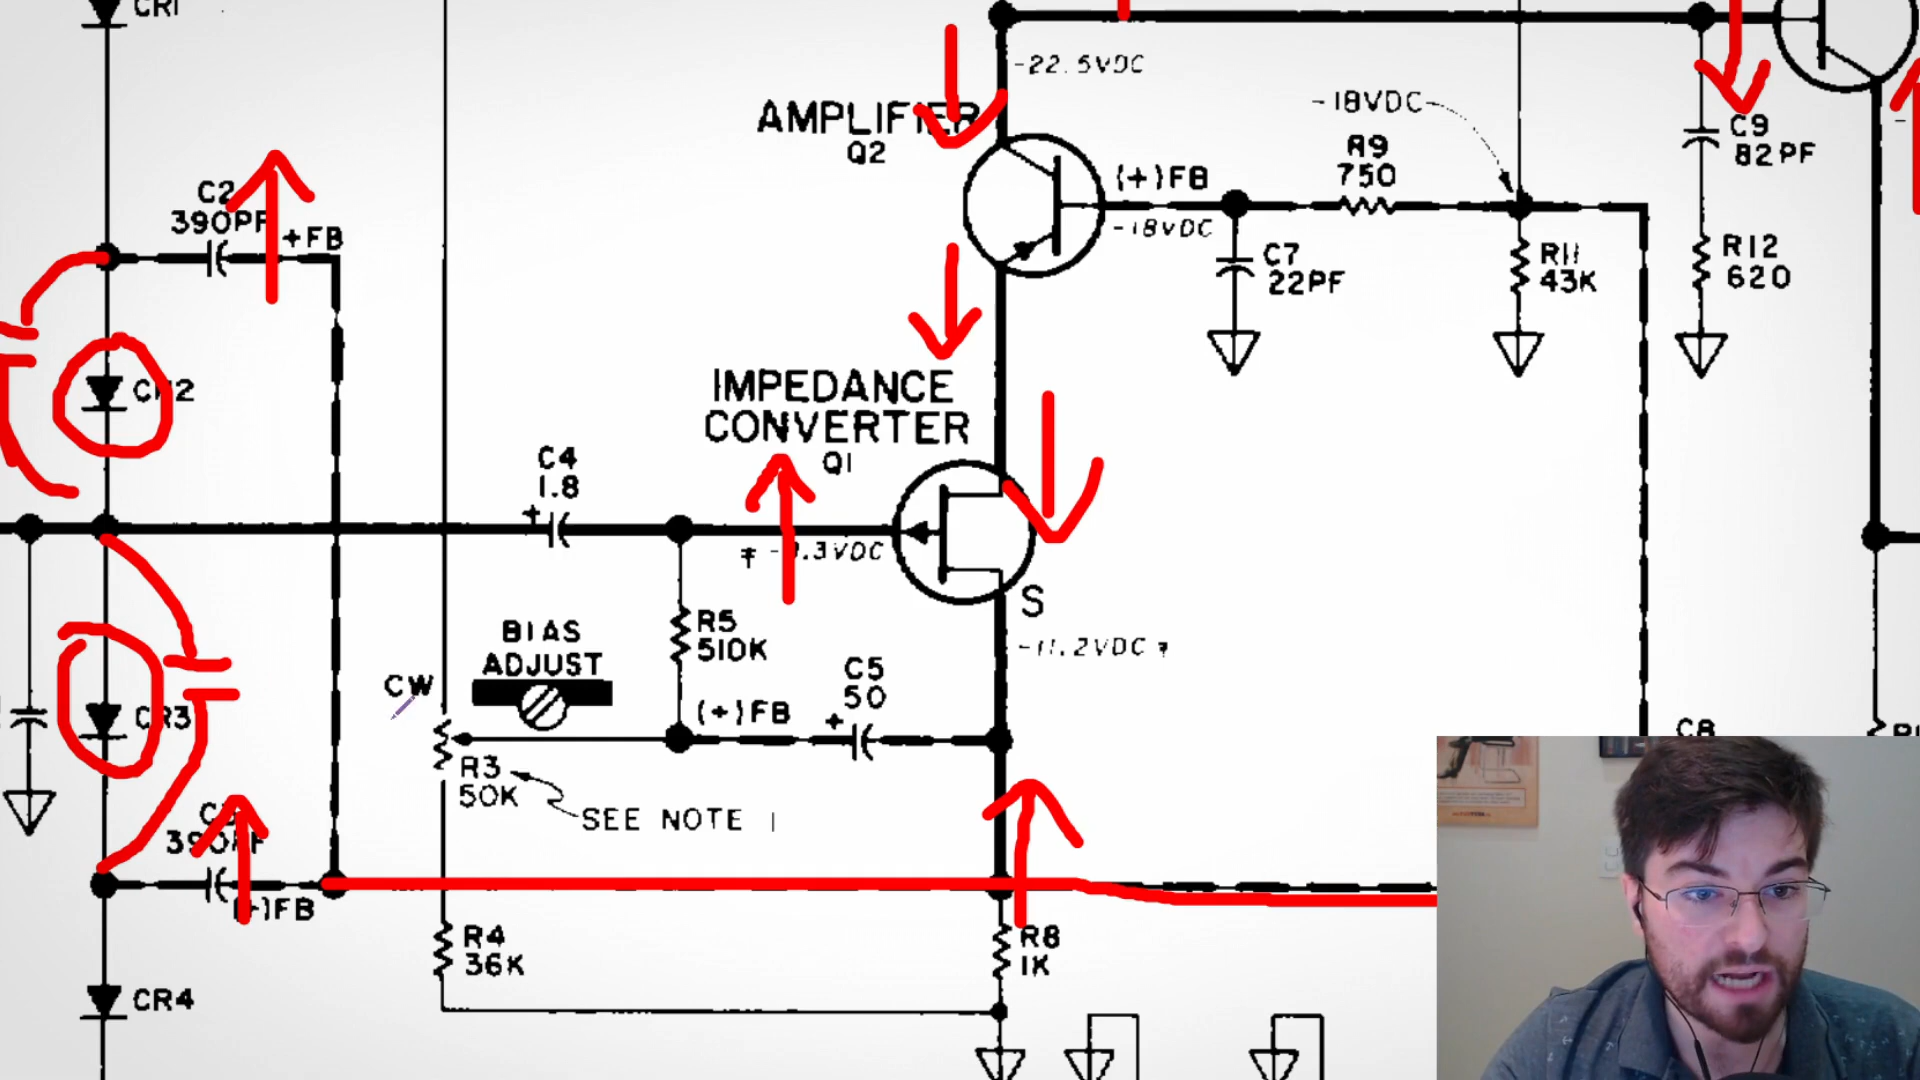 CR1
-22.5VDC
AMPLIFIER
Q2
-18VDC
C9
82PF
R9
750
(+)FB
-18VDC
C2
390PF
+FB
C7
22PF
R11
43K
R12
620
CR2
IMPEDANCE
CONVERTER
Q1
C4
1.8
+
S
R5
510K
-11.2VDC
BIAS
ADJUST
C5
50
CW
(+)FB
+
CR3
R3
50K
SEE NOTE 1
C8
390PF
(+)FB
R4
36K
R8
1K
CR4